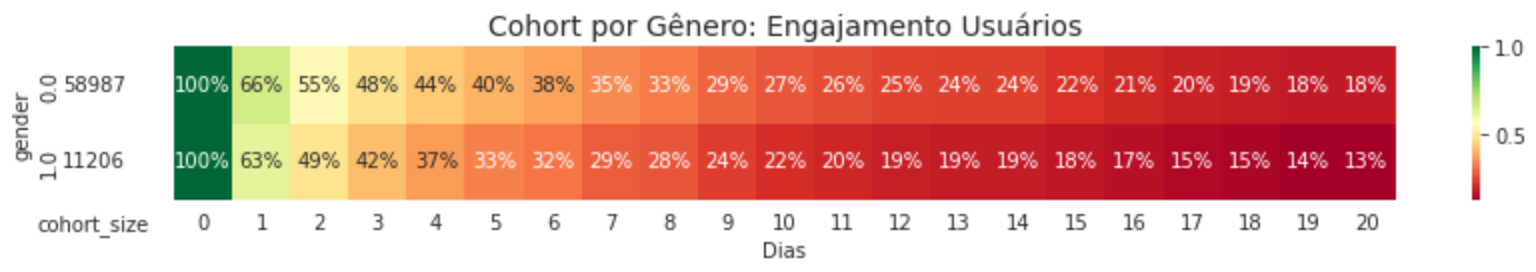 Cohort por Gênero: Engajamento Usuários
gender
0.0 58987 100% 66% 55% 48% 44% 40% 38% 35% 33% 29% 27% 26% 25% 24% 24% 22% 21% 20% 19% 18% 18%
1.0 11206 100% 63% 49% 42% 37% 33% 32% 29% 28% 24% 22% 20% 19% 19% 19% 18% 17% 15% 15% 14% 13%
cohort_size 0 1 2 3 4 5 6 7 8 9 10 11 12 13 14 15 16 17 18 19 20
Dias
1.0
0.5